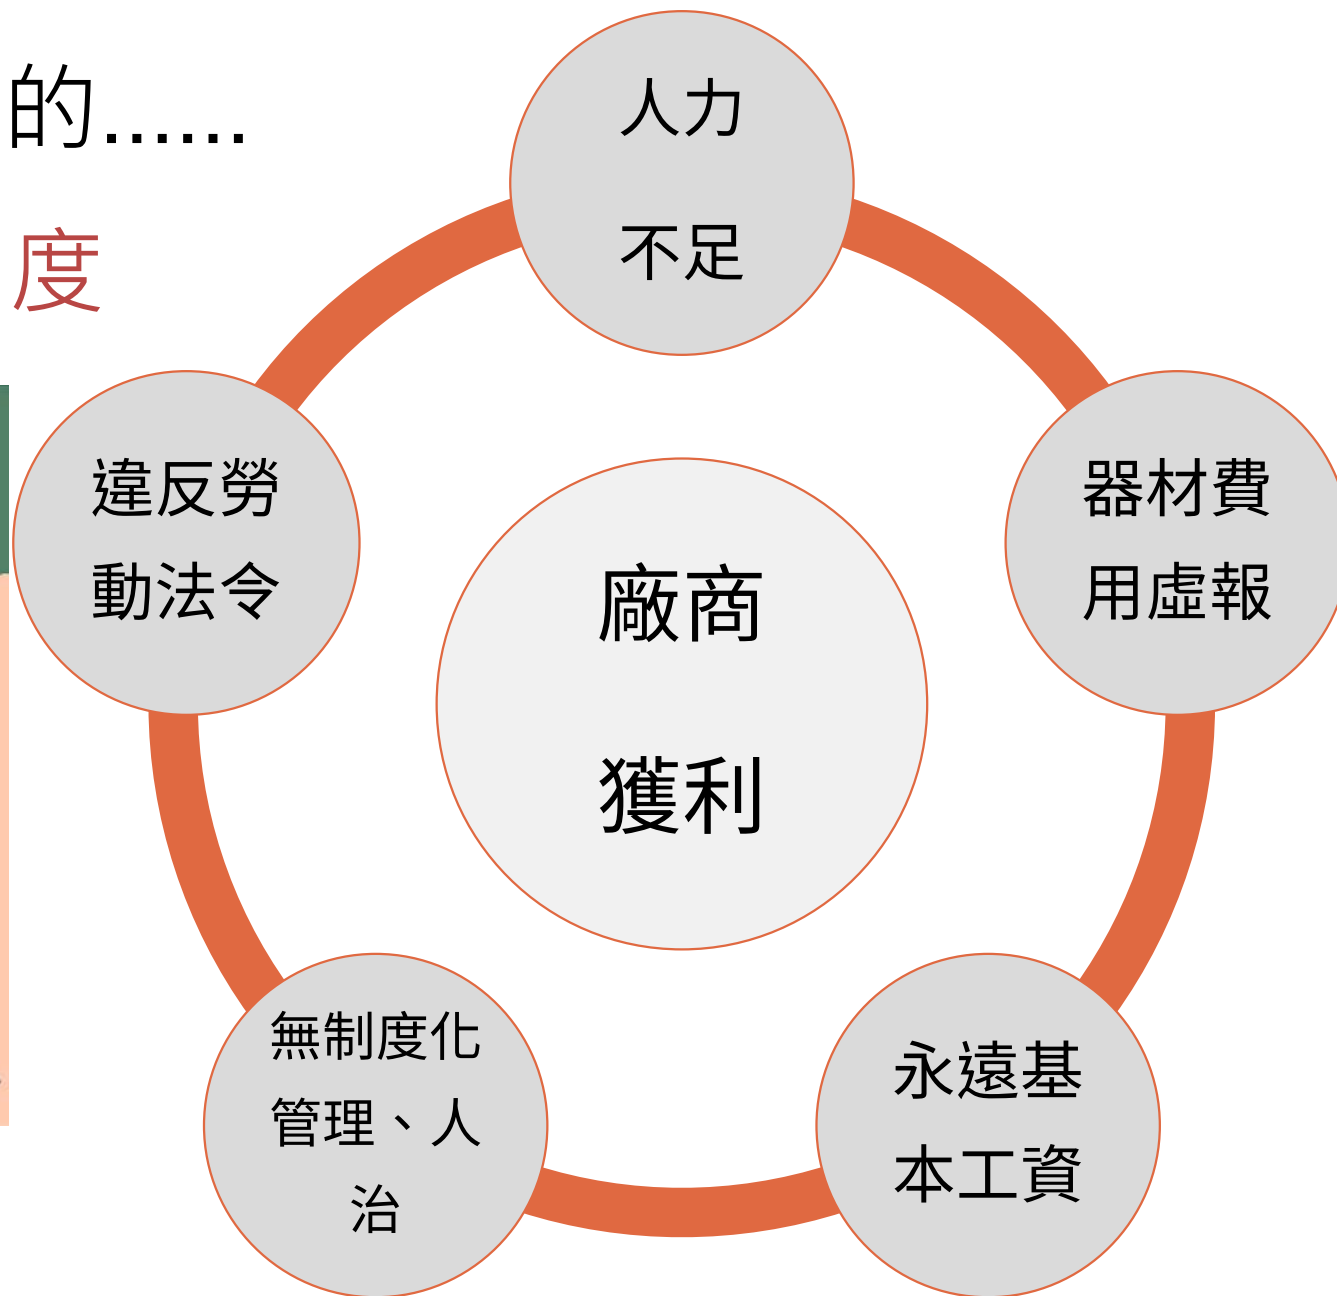 的......
度
人力
不足
違反勞
動法令
器材費
用虛報
廠商
獲利
無制度化
管理、人
治
永遠基
本工資